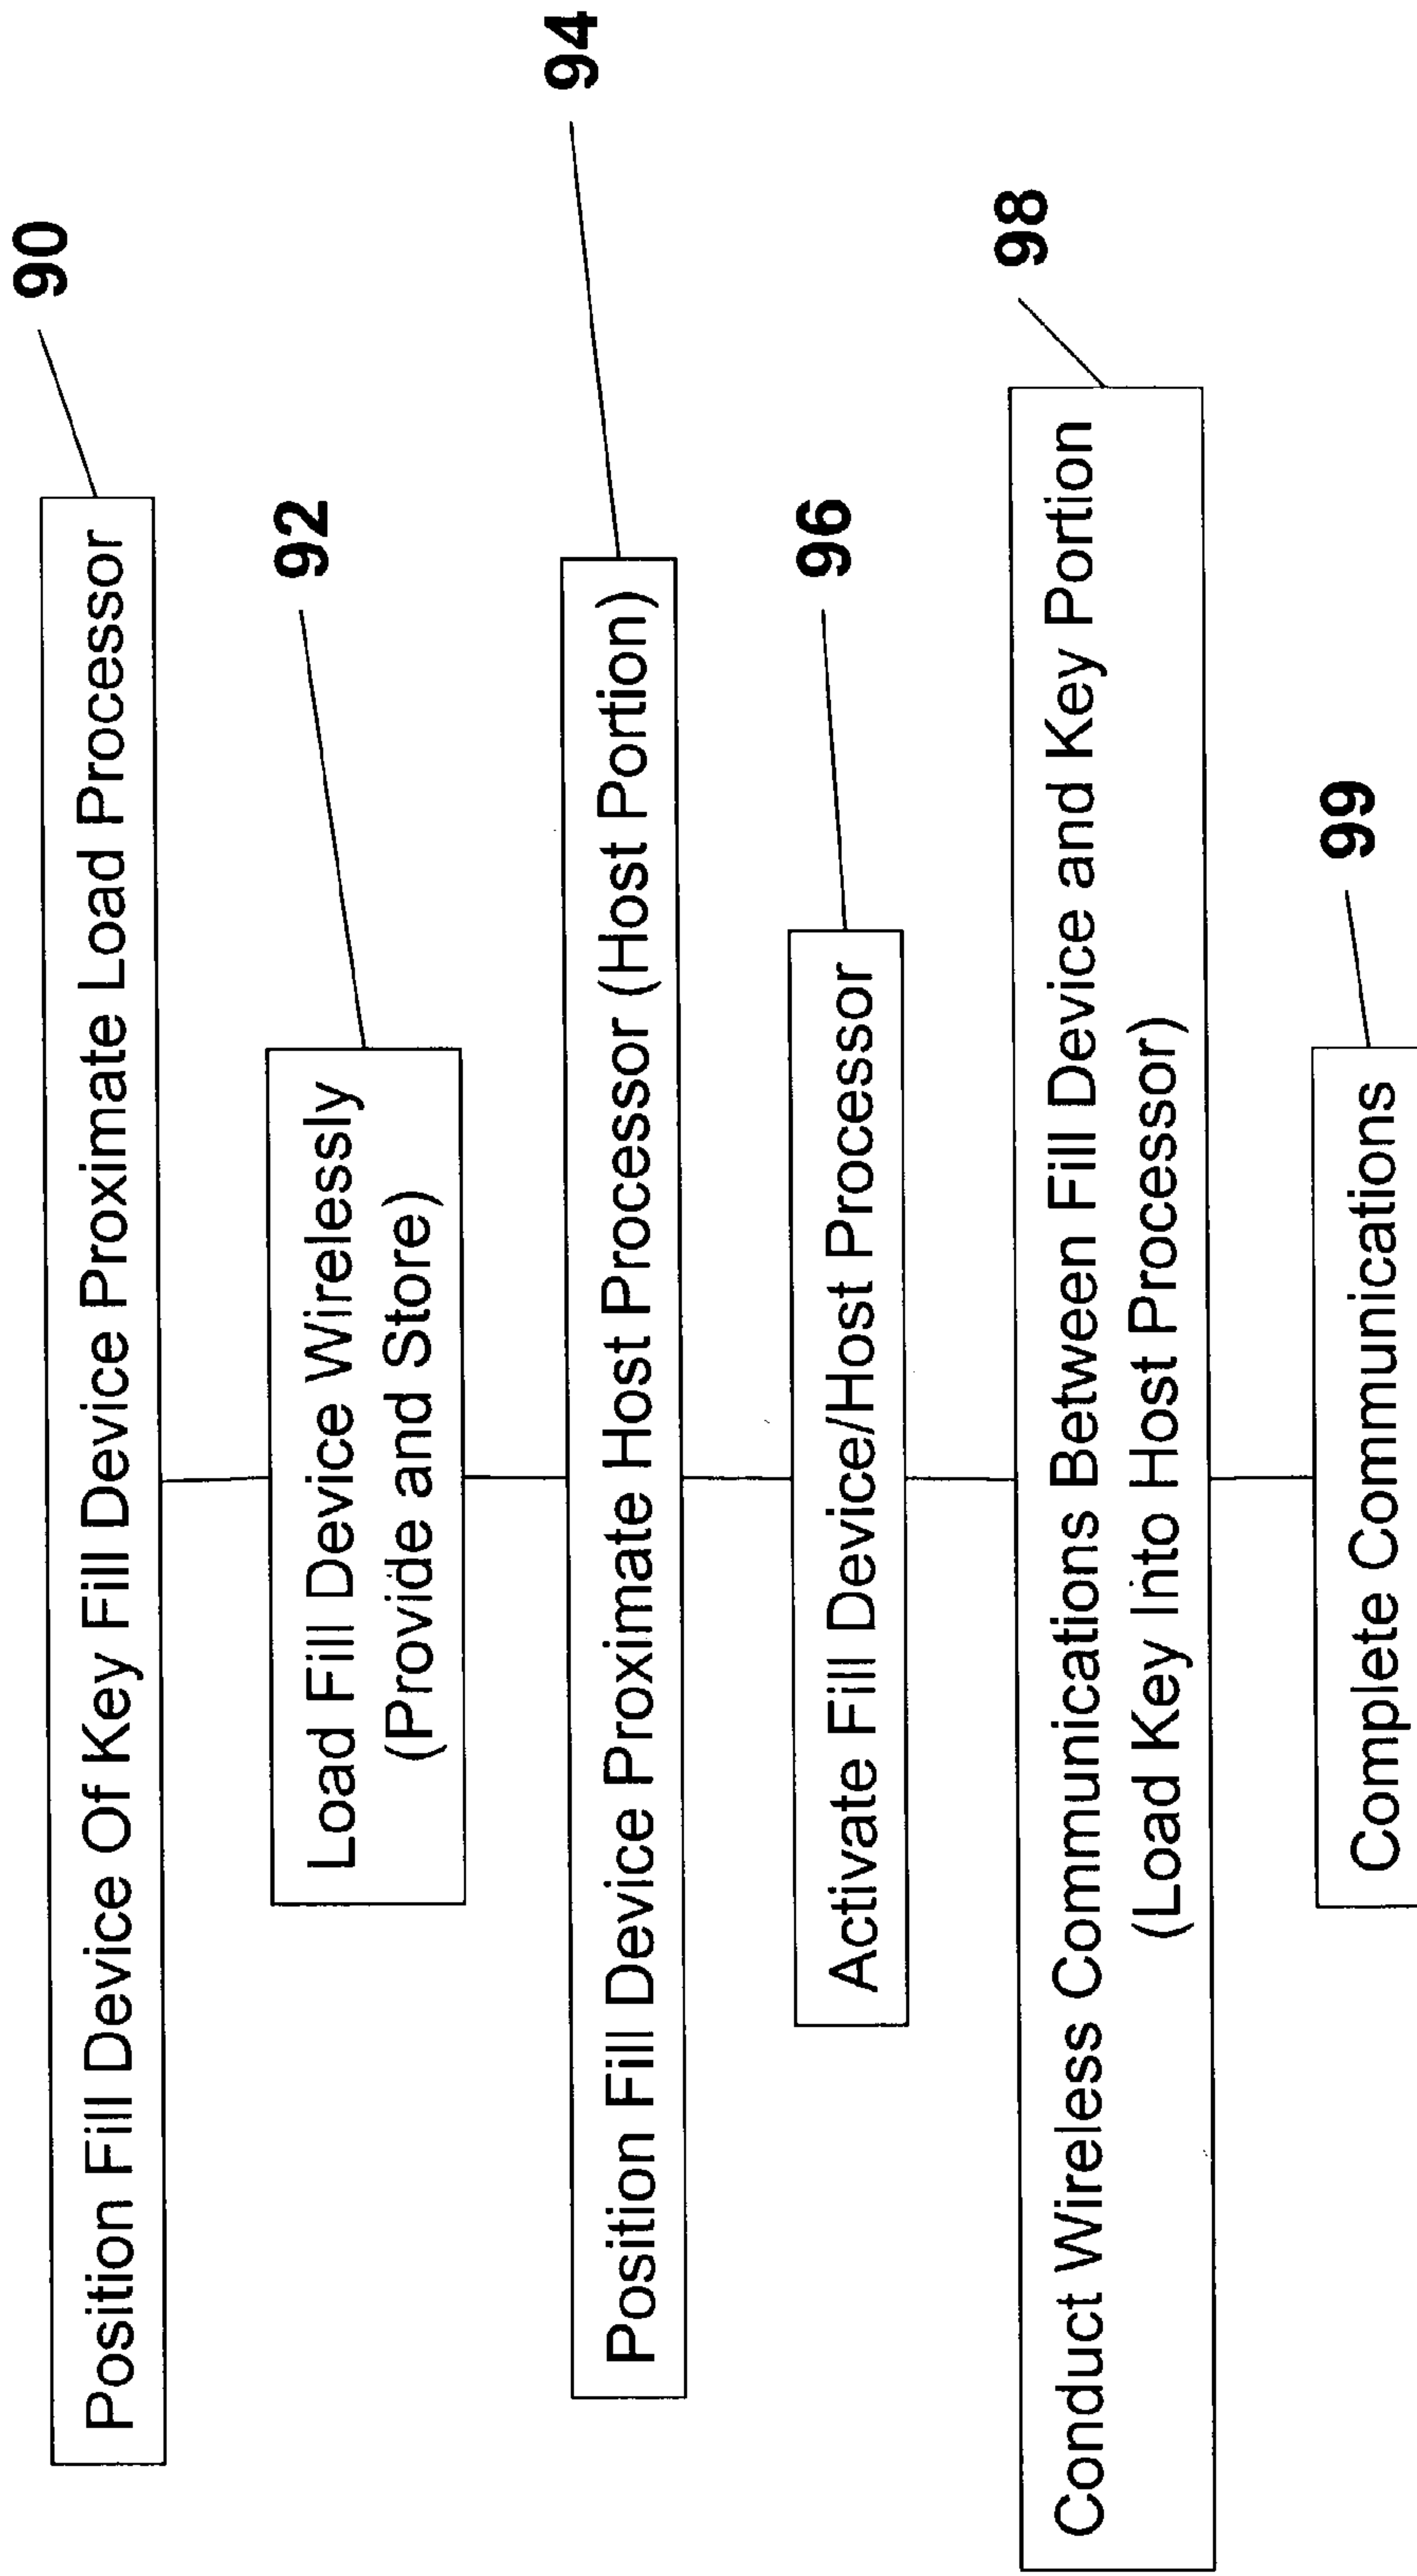 90
Position Fill Device Of Key Fill Device Proximate Load Processor
92
Load Fill Device Wirelessly
(Provide and Store)
94
Position Fill Device Proximate Host Processor (Host Portion)
96
Activate Fill Device/Host Processor
98
Conduct Wireless Communications Between Fill Device and Key Portion
(Load Key Into Host Processor)
99
Complete Communications